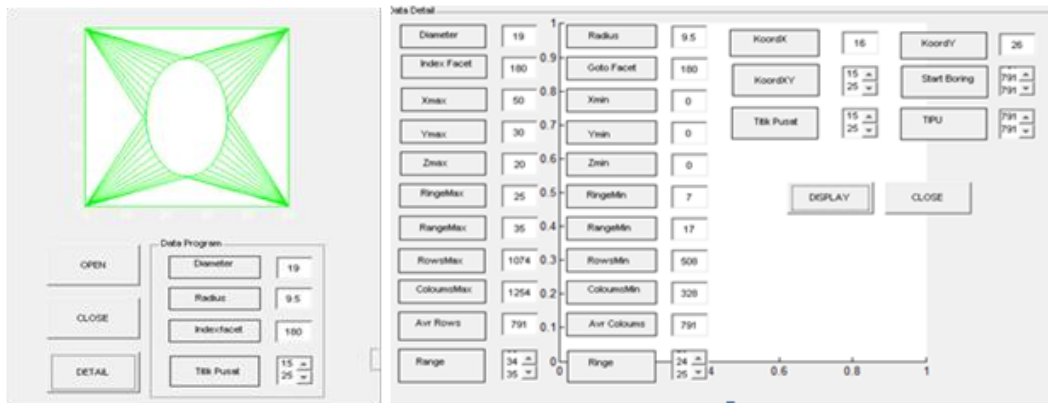 OPEN
CLOSE
DETAIL
Data Program
Diameter 19
Radius 9.5
Indexfacet 180
Titik Pusat 15 25
Data Detail
Diameter 19 Radius 9.5 KoordX 16 KoordY 26
Index Facet 180 Goto Facet 180 KoordXY 15 25 Start Boring 791 791
Xmax 50 Xmin 0
Ymax 30 Ymin 0 Titik Pusat 15 25 TIPU 791 791
Zmax 20 Zmin 0
RingeMax 25 RingeMin 7 DISPLAY CLOSE
RangeMax 35 RangeMin 17
RowsMax 1074 RowsMin 508
ColoumsMax 1254 ColoumsMin 328
Avr Rows 791 Avr Coloums 791
Range 34 35 Ringe 24 25
1
0.9
0.8
0.7
0.6
0.5
0.4
0.3
0.2
0.1
0
0 4 0.6 0.8 1